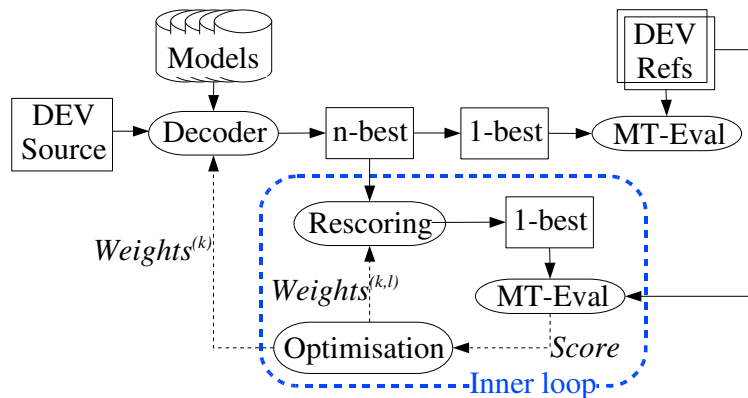 Models
DEV
Refs
DEV
Source
Decoder
n-best
1-best
MT-Eval
Rescoring
1-best
Weights(k)
Weights(k,l)
MT-Eval
Optimisation
Score
Inner loop